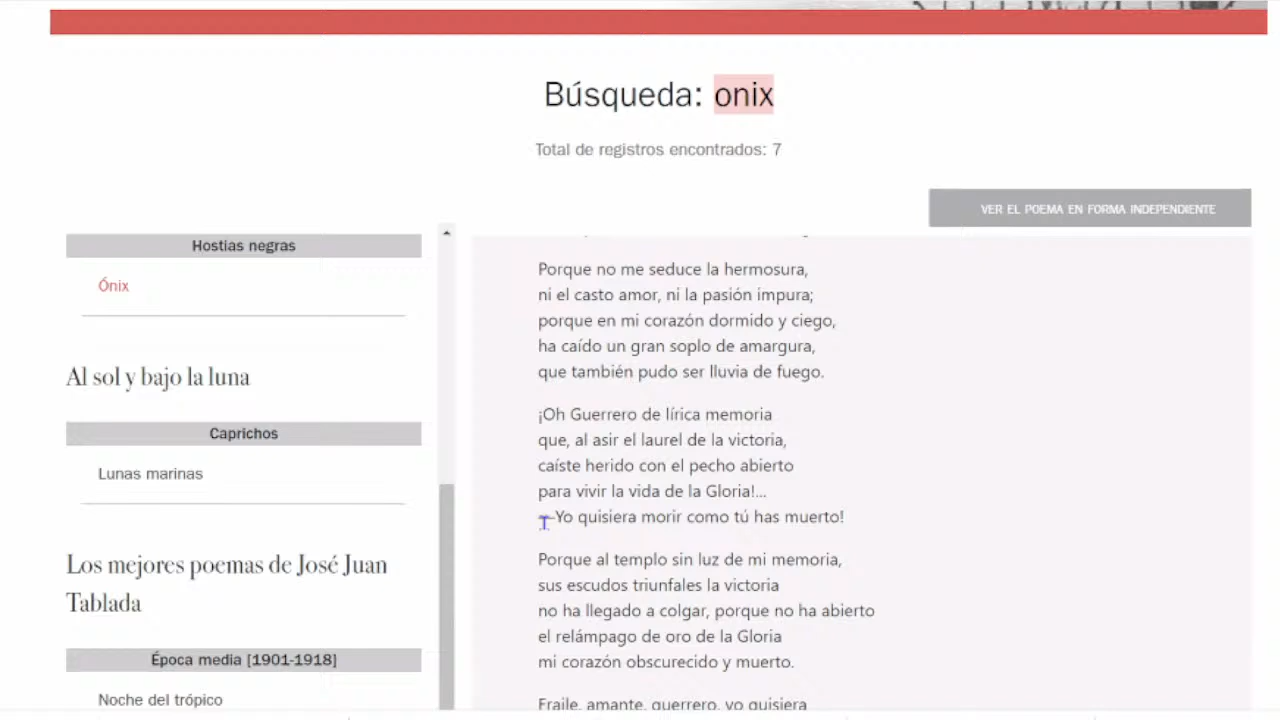 Búsqueda: onix
Total de registros encontrados: 7
VER EL POEMA EN FORMA INDEPENDIENTE
Hostias negras
Ónix
Al sol y bajo la luna
Caprichos
Lunas marinas
Los mejores poemas de José Juan
Tablada
Época media [1901-1918]
Noche del trópico
Porque no me seduce la hermosura,
ni el casto amor, ni la pasión impura;
porque en mi corazón dormido y ciego,
ha caído un gran soplo de amargura,
que también pudo ser lluvia de fuego.
¡Oh Guerrero de lírica memoria
que, al asir el laurel de la victoria,
caíste herido con el pecho abierto
para vivir la vida de la Gloria!...
—Yo quisiera morir como tú has muerto!
Porque al templo sin luz de mi memoria,
sus escudos triunfales la victoria
no ha llegado a colgar, porque no ha abierto
el relámpago de oro de la Gloria
mi corazón obscurecido y muerto.
Fraile, amante, guerrero, yo quisiera